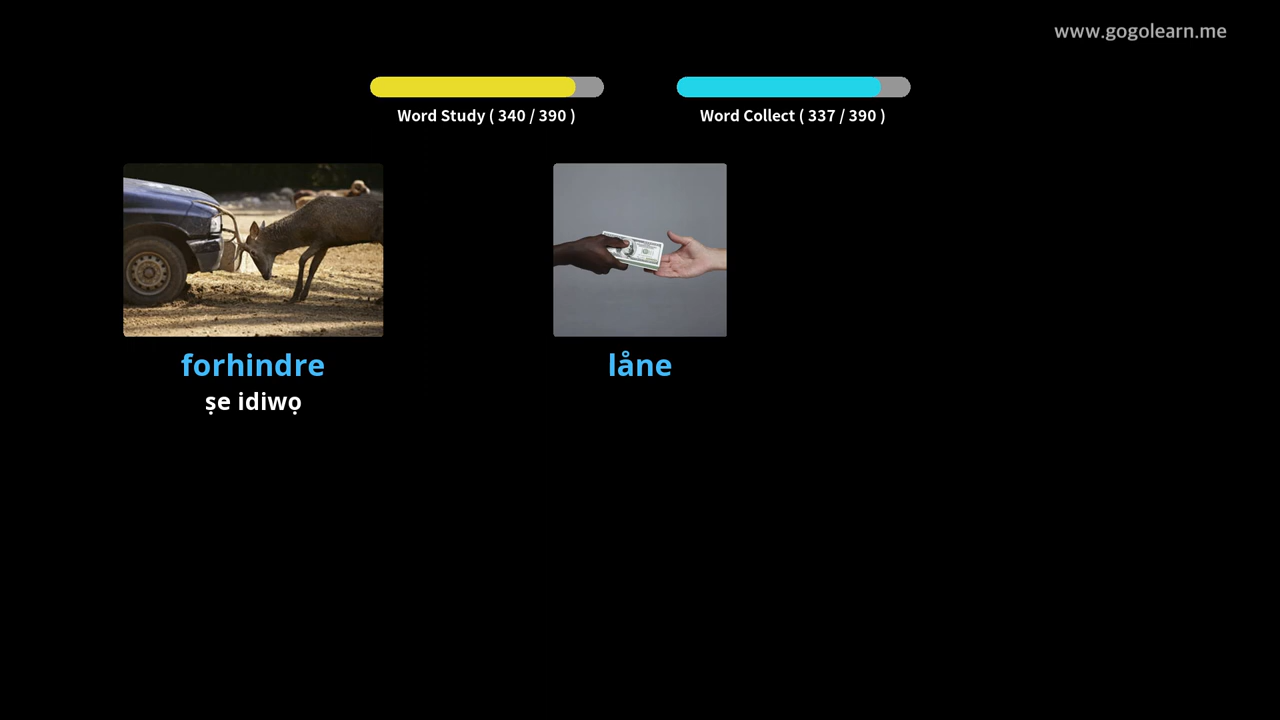 www.gogolearn.me
Word Study ( 340 / 390 )
Word Collect ( 337 / 390 )
forhindre
ṣe idiwọ
låne